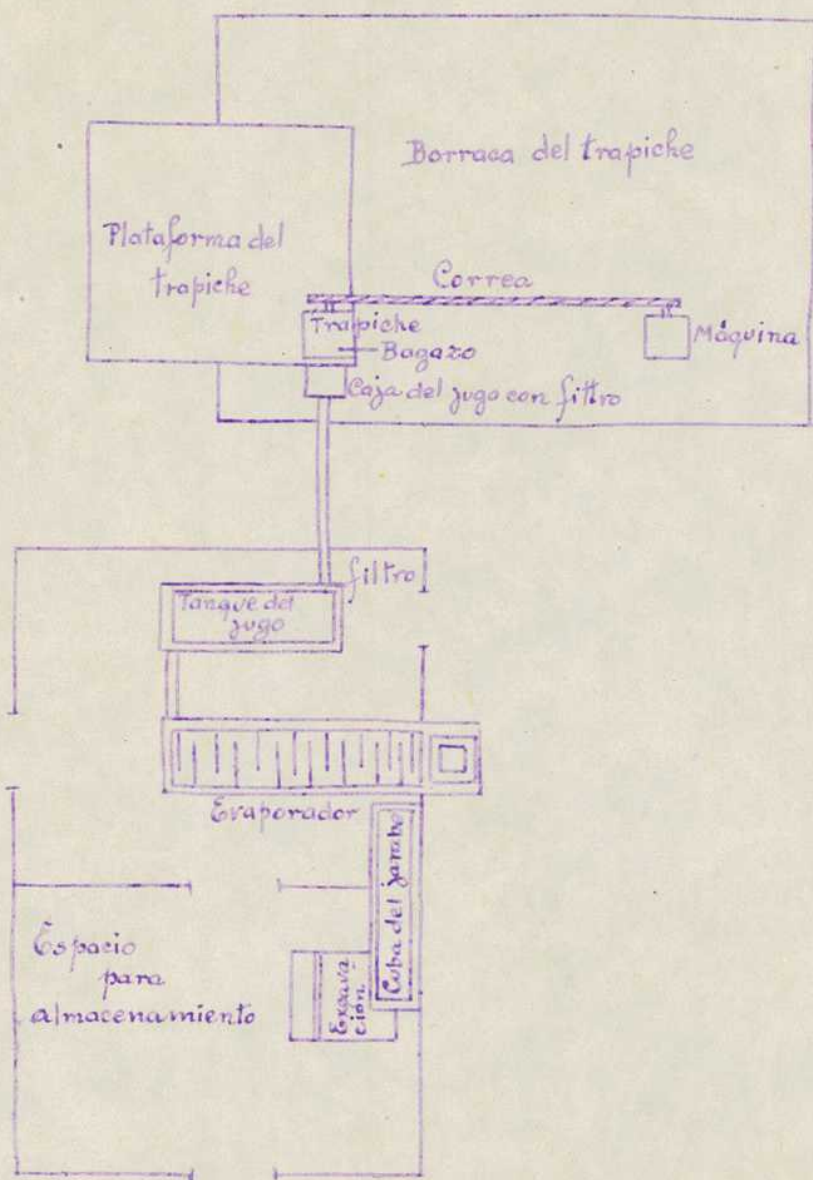 Borraca del trapiche
Plataforma del
trapiche
Correa
Trapiche
Bagazo
Máquina
Caja del jugo con filtro
filtro
Tanque del
jugo
Evaporador
Cuba del jarabe
Espacio
para
almacenamiento
Excava
ción